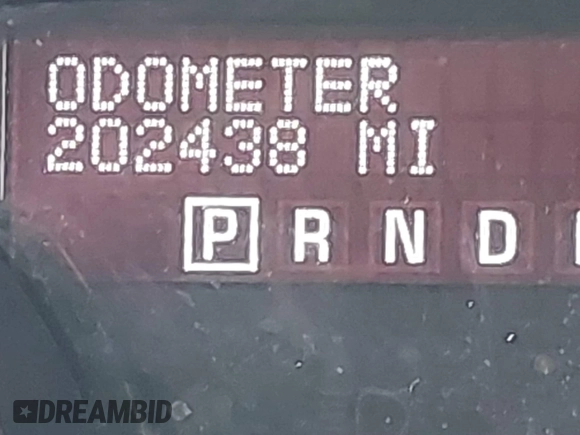 ODOMETER
202438 MI
P R N D
DREAMBID